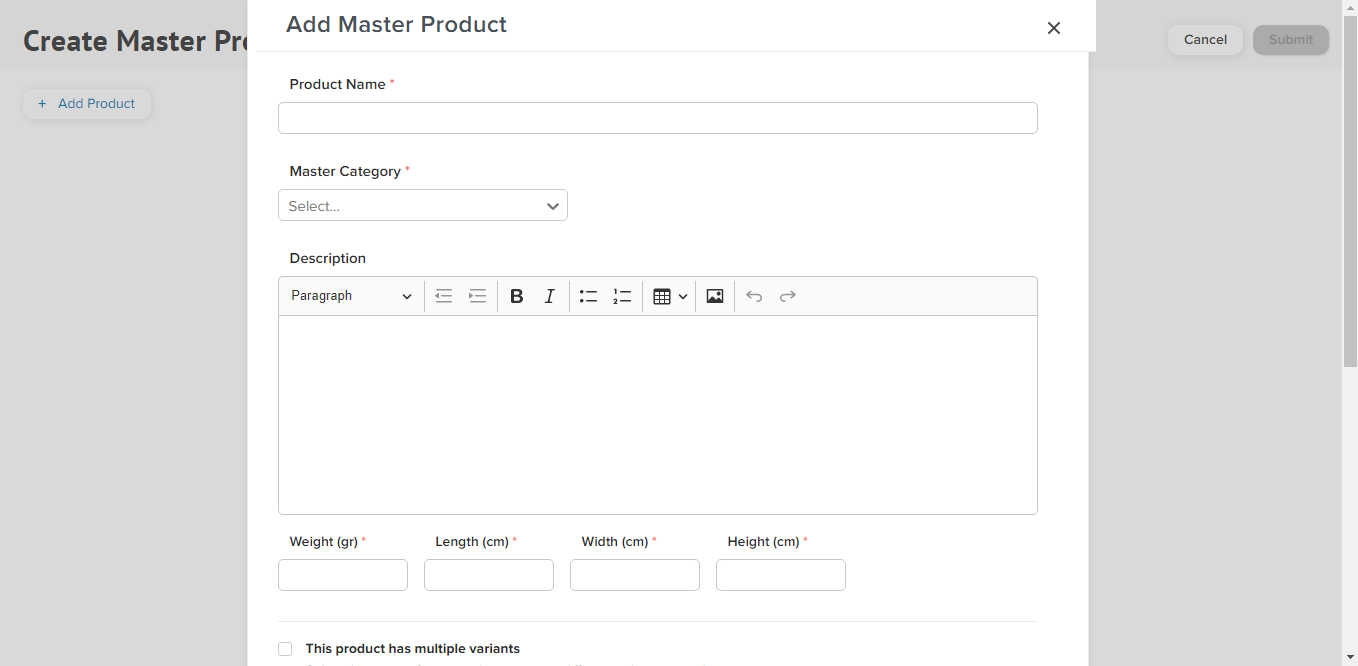 Add Master Product
Create Master Pr
Cancel
Submit
+ Add Product
Product Name *
Master Category *
Select...
Description
Paragraph
B I
Weight (gr) * Length (cm) * Width (cm) * Height (cm) *
This product has multiple variants